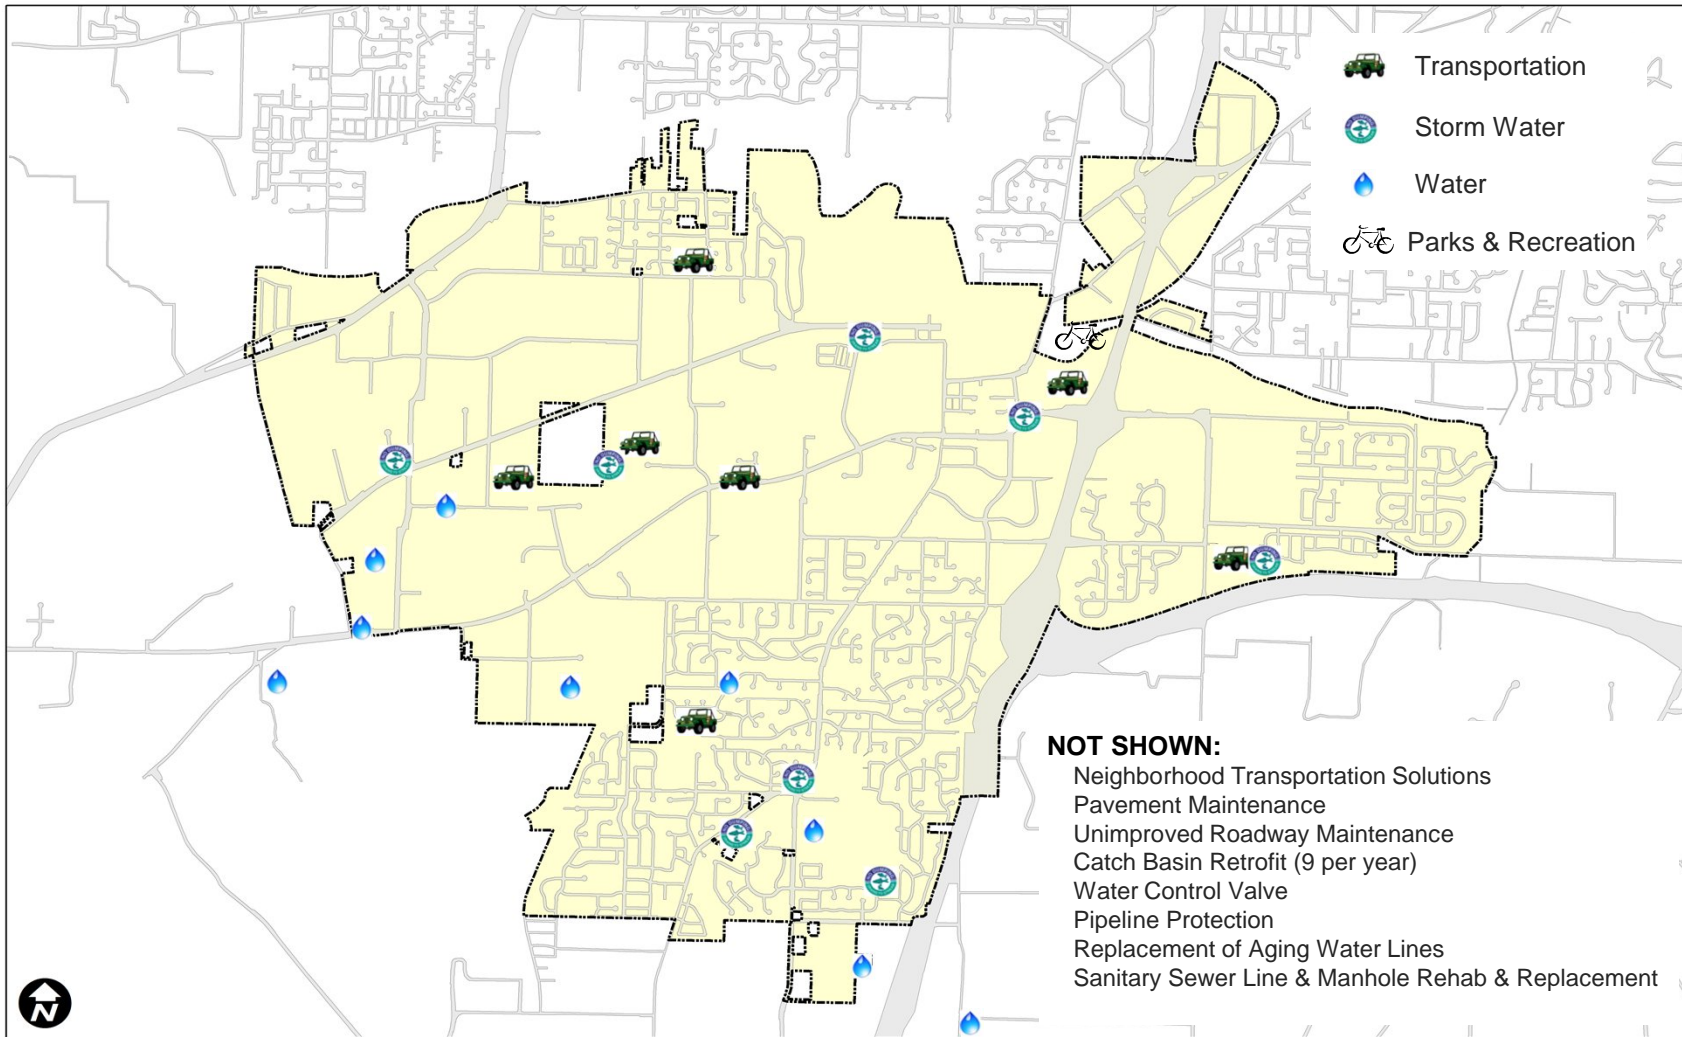 Transportation
Storm Water
Water
Parks & Recreation
NOT SHOWN:
Neighborhood Transportation Solutions
Pavement Maintenance
Unimproved Roadway Maintenance
Catch Basin Retrofit (9 per year)
Water Control Valve
Pipeline Protection
Replacement of Aging Water Lines
Sanitary Sewer Line & Manhole Rehab & Replacement
N